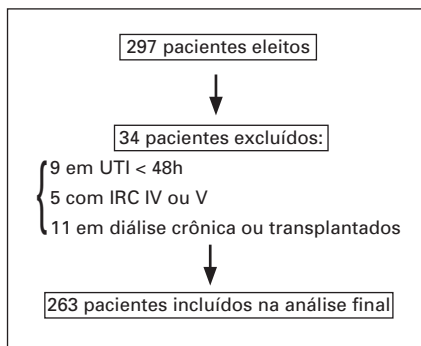 297 pacientes eleitos
34 pacientes excluídos:
9 em UTI < 48h
5 com IRC IV ou V
11 em diálise crônica ou transplantados
263 pacientes incluídos na análise final